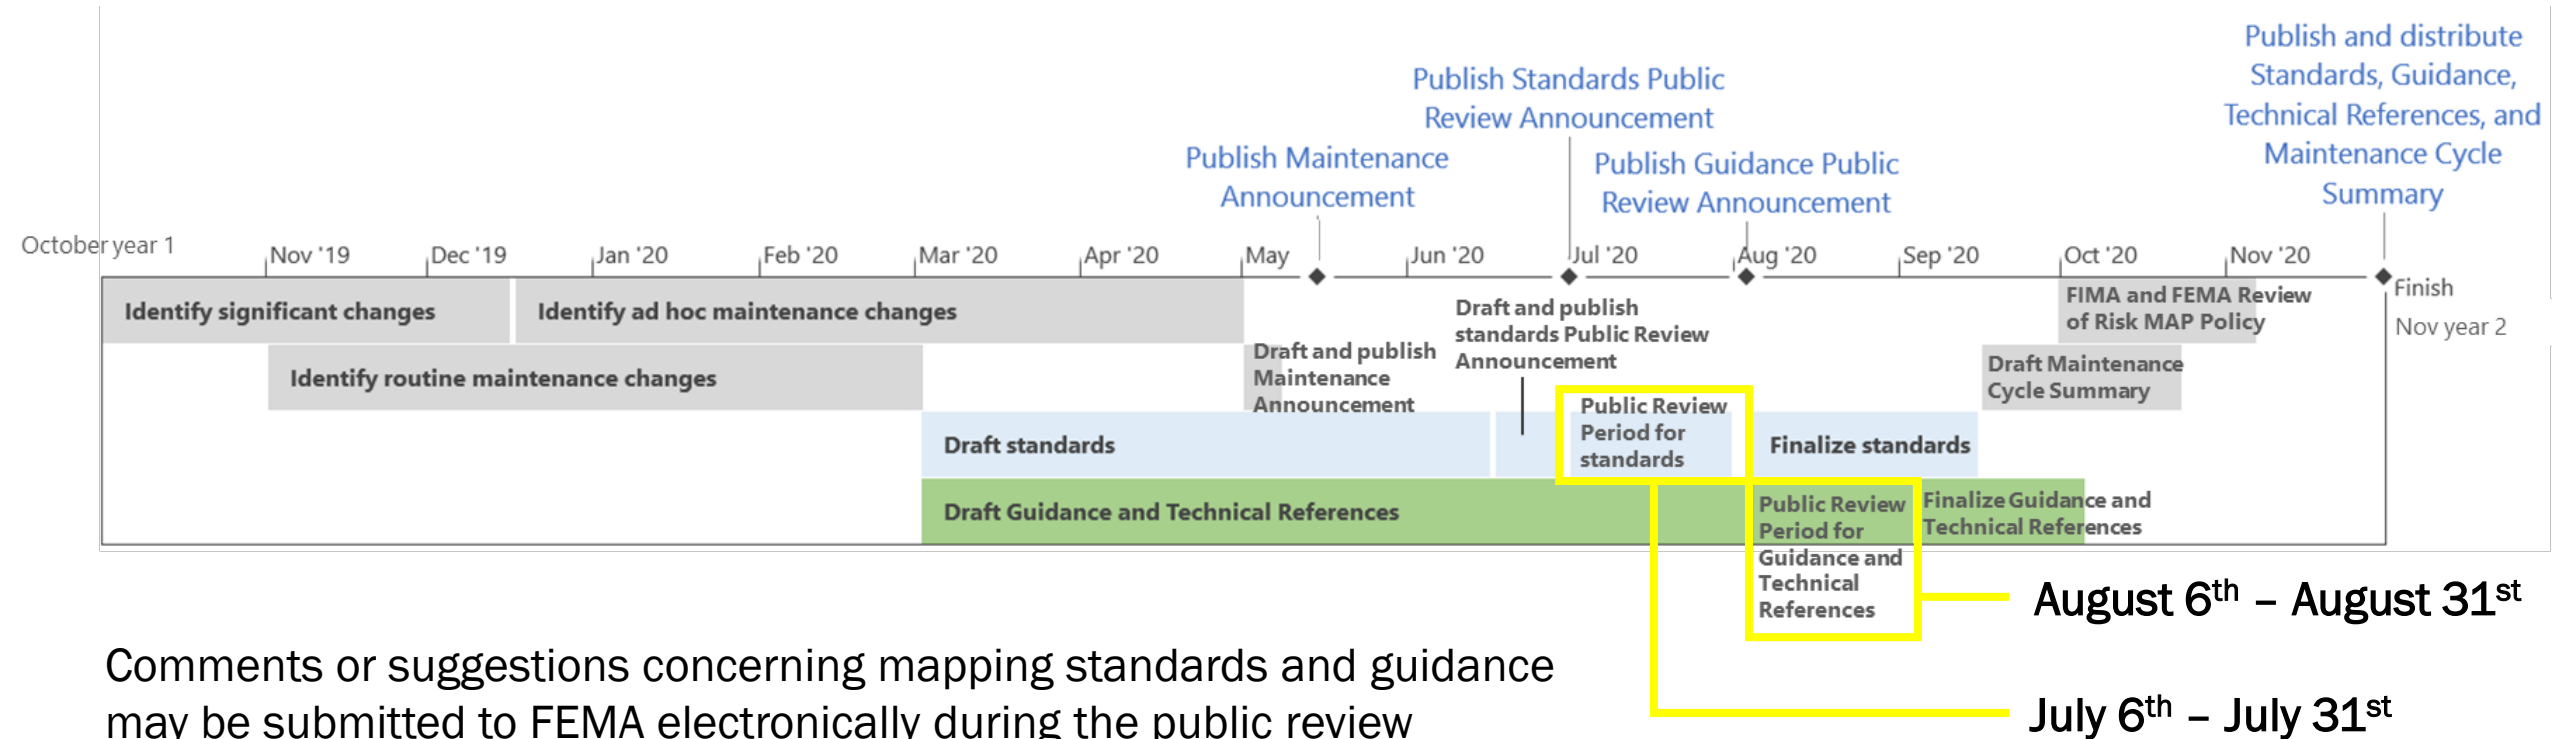 Publish and distribute
Standards, Guidance,
Technical References, and
Maintenance Cycle
Summary
Publish Standards Public
Review Announcement
Publish Maintenance
Announcement
Publish Guidance Public
Review Announcement
October year 1
Nov '19
Dec '19
Jan '20
Feb '20
Mar '20
Apr '20
May
Jun '20
Jul '20
Aug '20
Sep '20
Oct '20
Nov '20
Finish
Nov year 2
Identify significant changes
Identify ad hoc maintenance changes
Draft and publish
standards Public Review
Announcement
FIMA and FEMA Review
of Risk MAP Policy
Identify routine maintenance changes
Draft and publish
Maintenance
Announcement
Draft Maintenance
Cycle Summary
Draft standards
Public Review
Period for
standards
Finalize standards
Draft Guidance and Technical References
Public Review
Period for
Guidance and
Technical
References
Finalize Guidance and
Technical References
August 6th – August 31st
July 6th – July 31st
Comments or suggestions concerning mapping standards and guidance
may be submitted to FEMA electronically during the public review